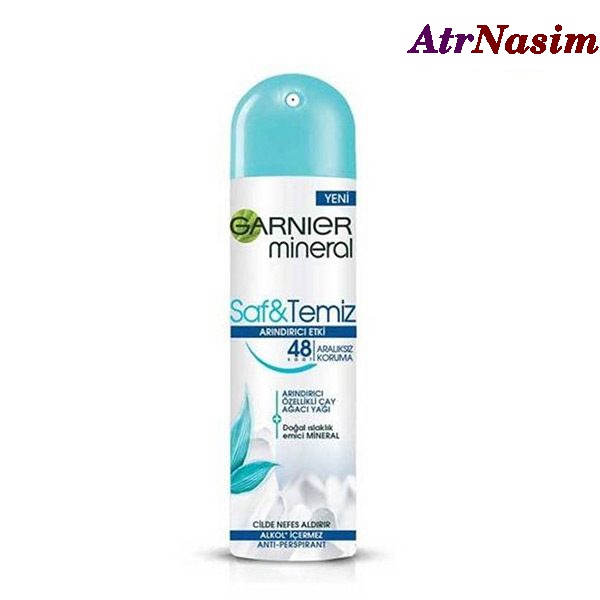 AtrNasim
YENİ
GARNIER
mineral
Saf&Temiz
ARINDIRICI ETKİ
48 ARALIKSIZ
SAAT KORUMA
ARINDIRICI
ÖZELLİKLİ ÇAY
AĞACI YAĞI
+
Doğal ıslaklık
emici MİNERAL
CİLDE NEFES ALDIRIR
ALKOL* İÇERMEZ
ANTI-PERSPIRANT